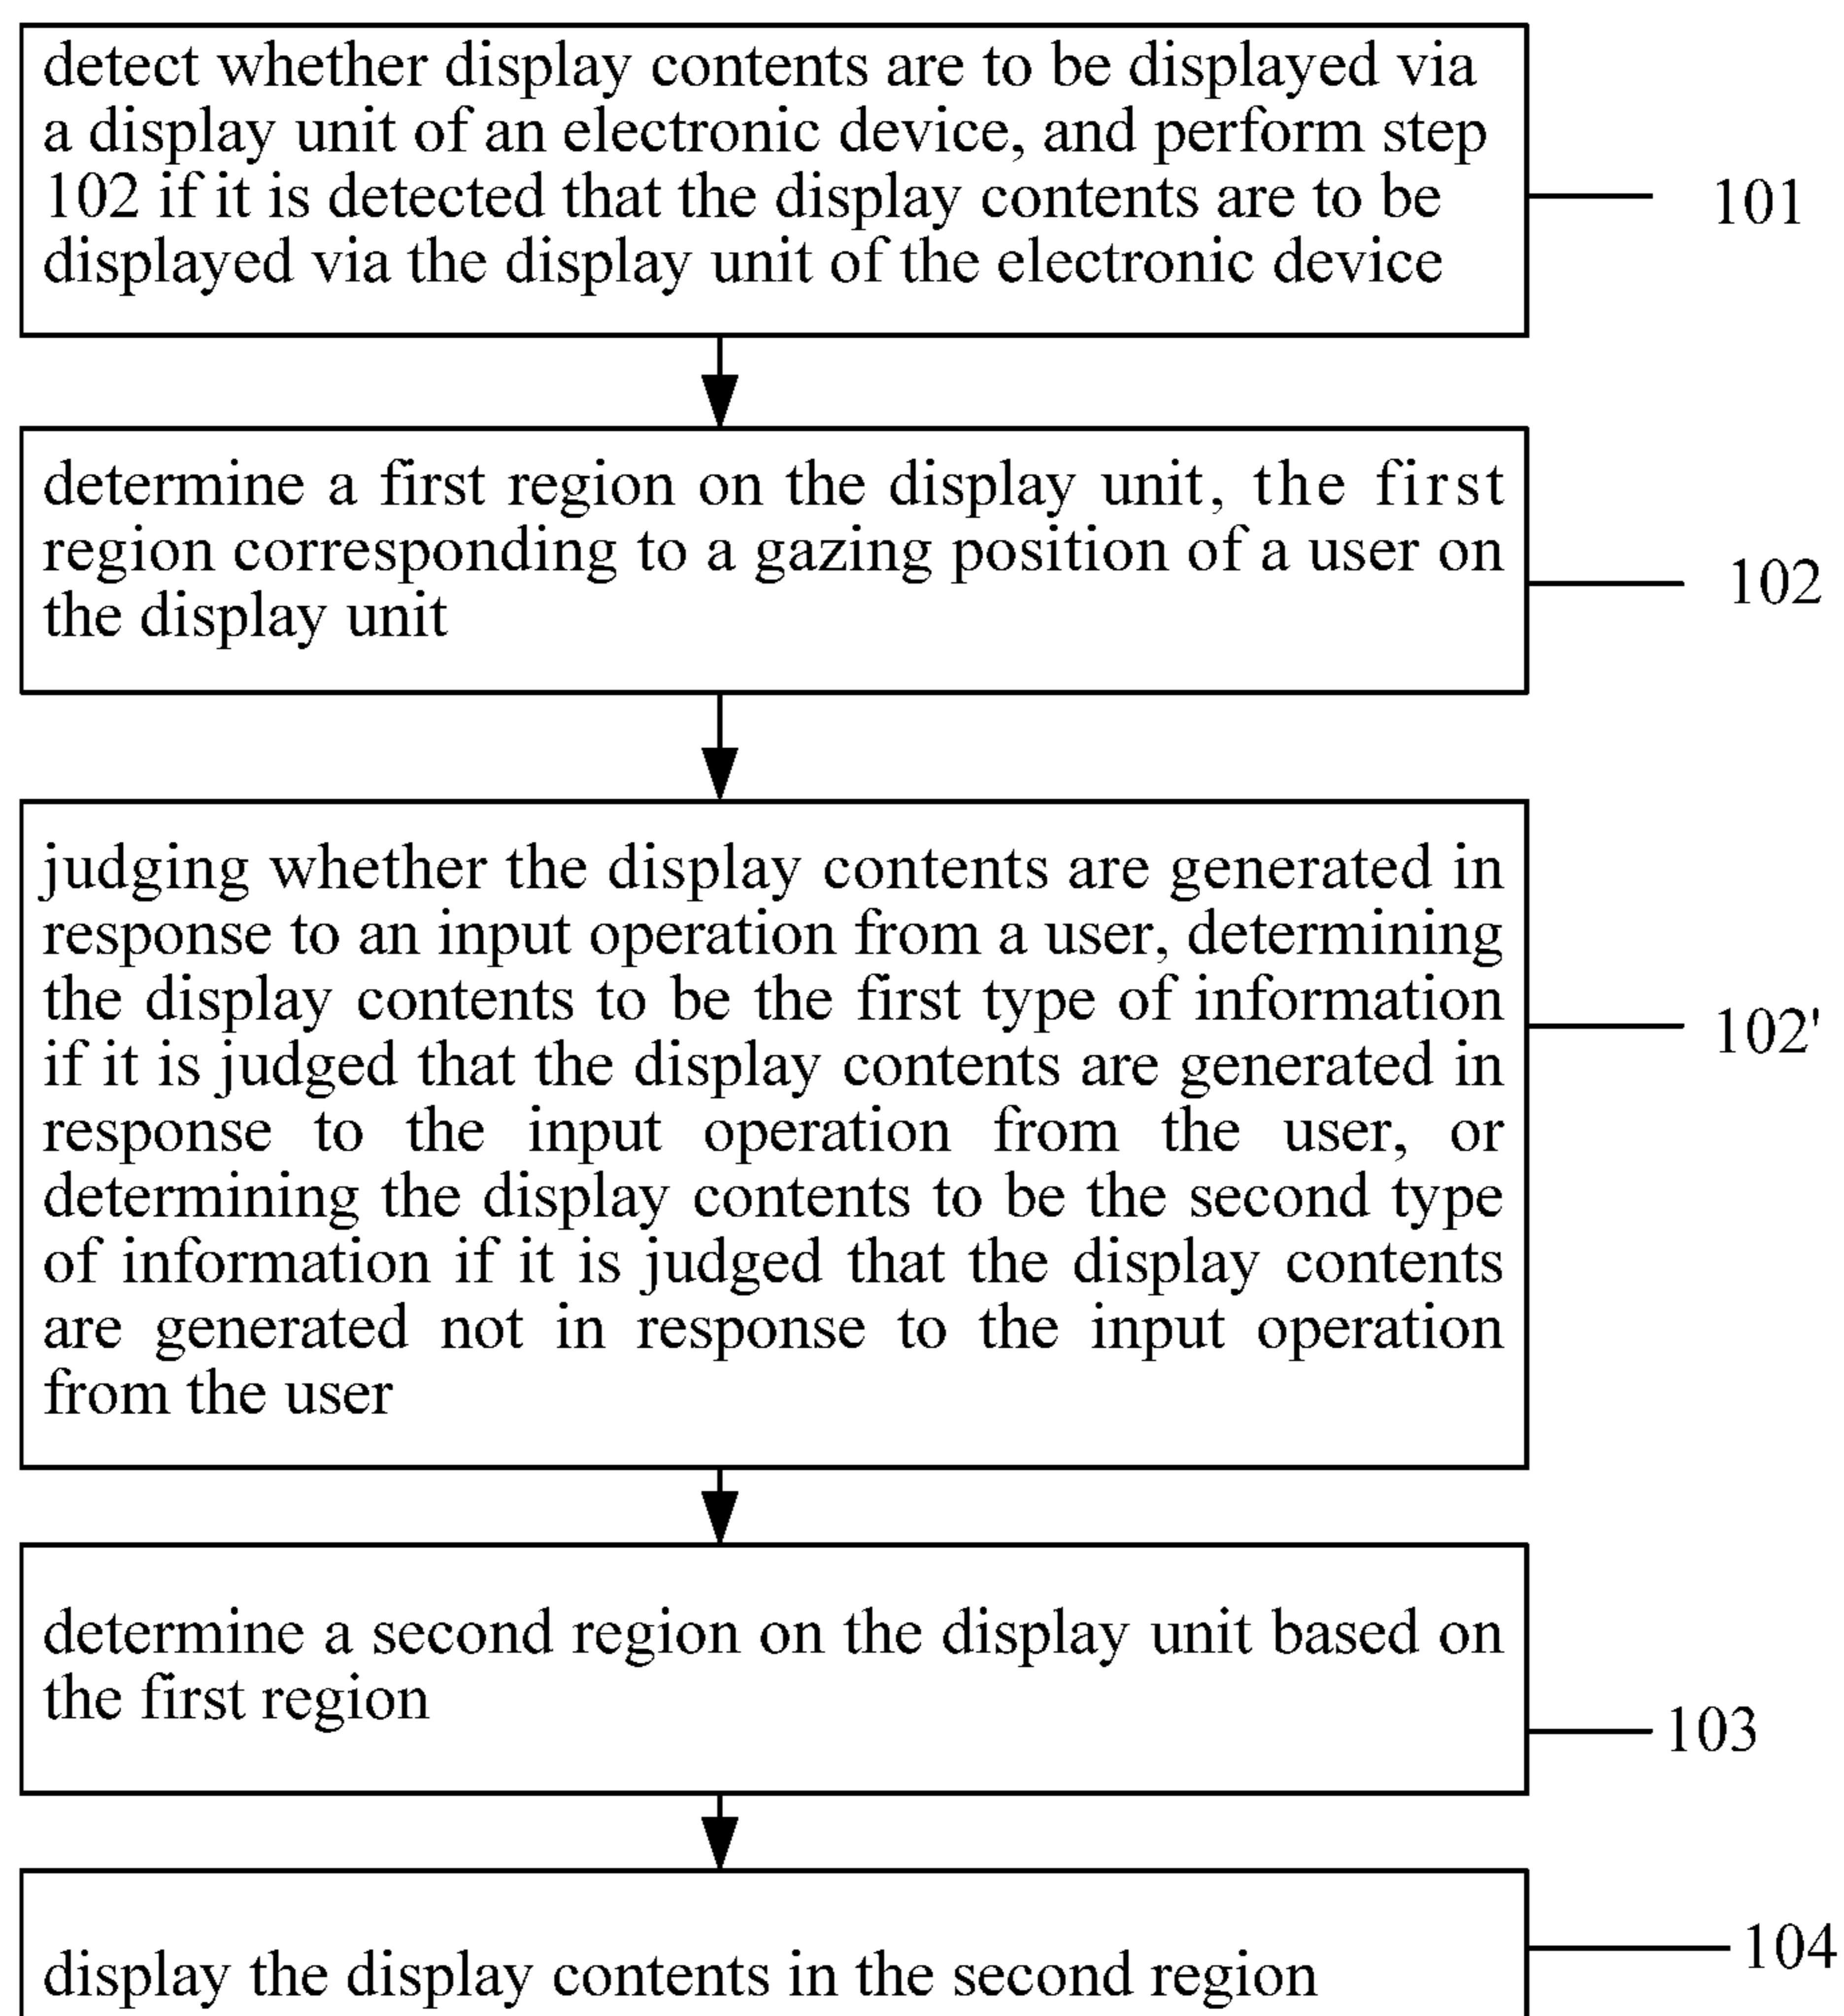 detect whether display contents are to be displayed via
a display unit of an electronic device, and perform step
102 if it is detected that the display contents are to be
displayed via the display unit of the electronic device
101
determine a first region on the display unit, the first
region corresponding to a gazing position of a user on
the display unit
102
judging whether the display contents are generated in
response to an input operation from a user, determining
the display contents to be the first type of information
if it is judged that the display contents are generated in
response to the input operation from the user, or
determining the display contents to be the second type
of information if it is judged that the display contents
are generated not in response to the input operation
from the user
102'
determine a second region on the display unit based on
the first region
103
display the display contents in the second region
104